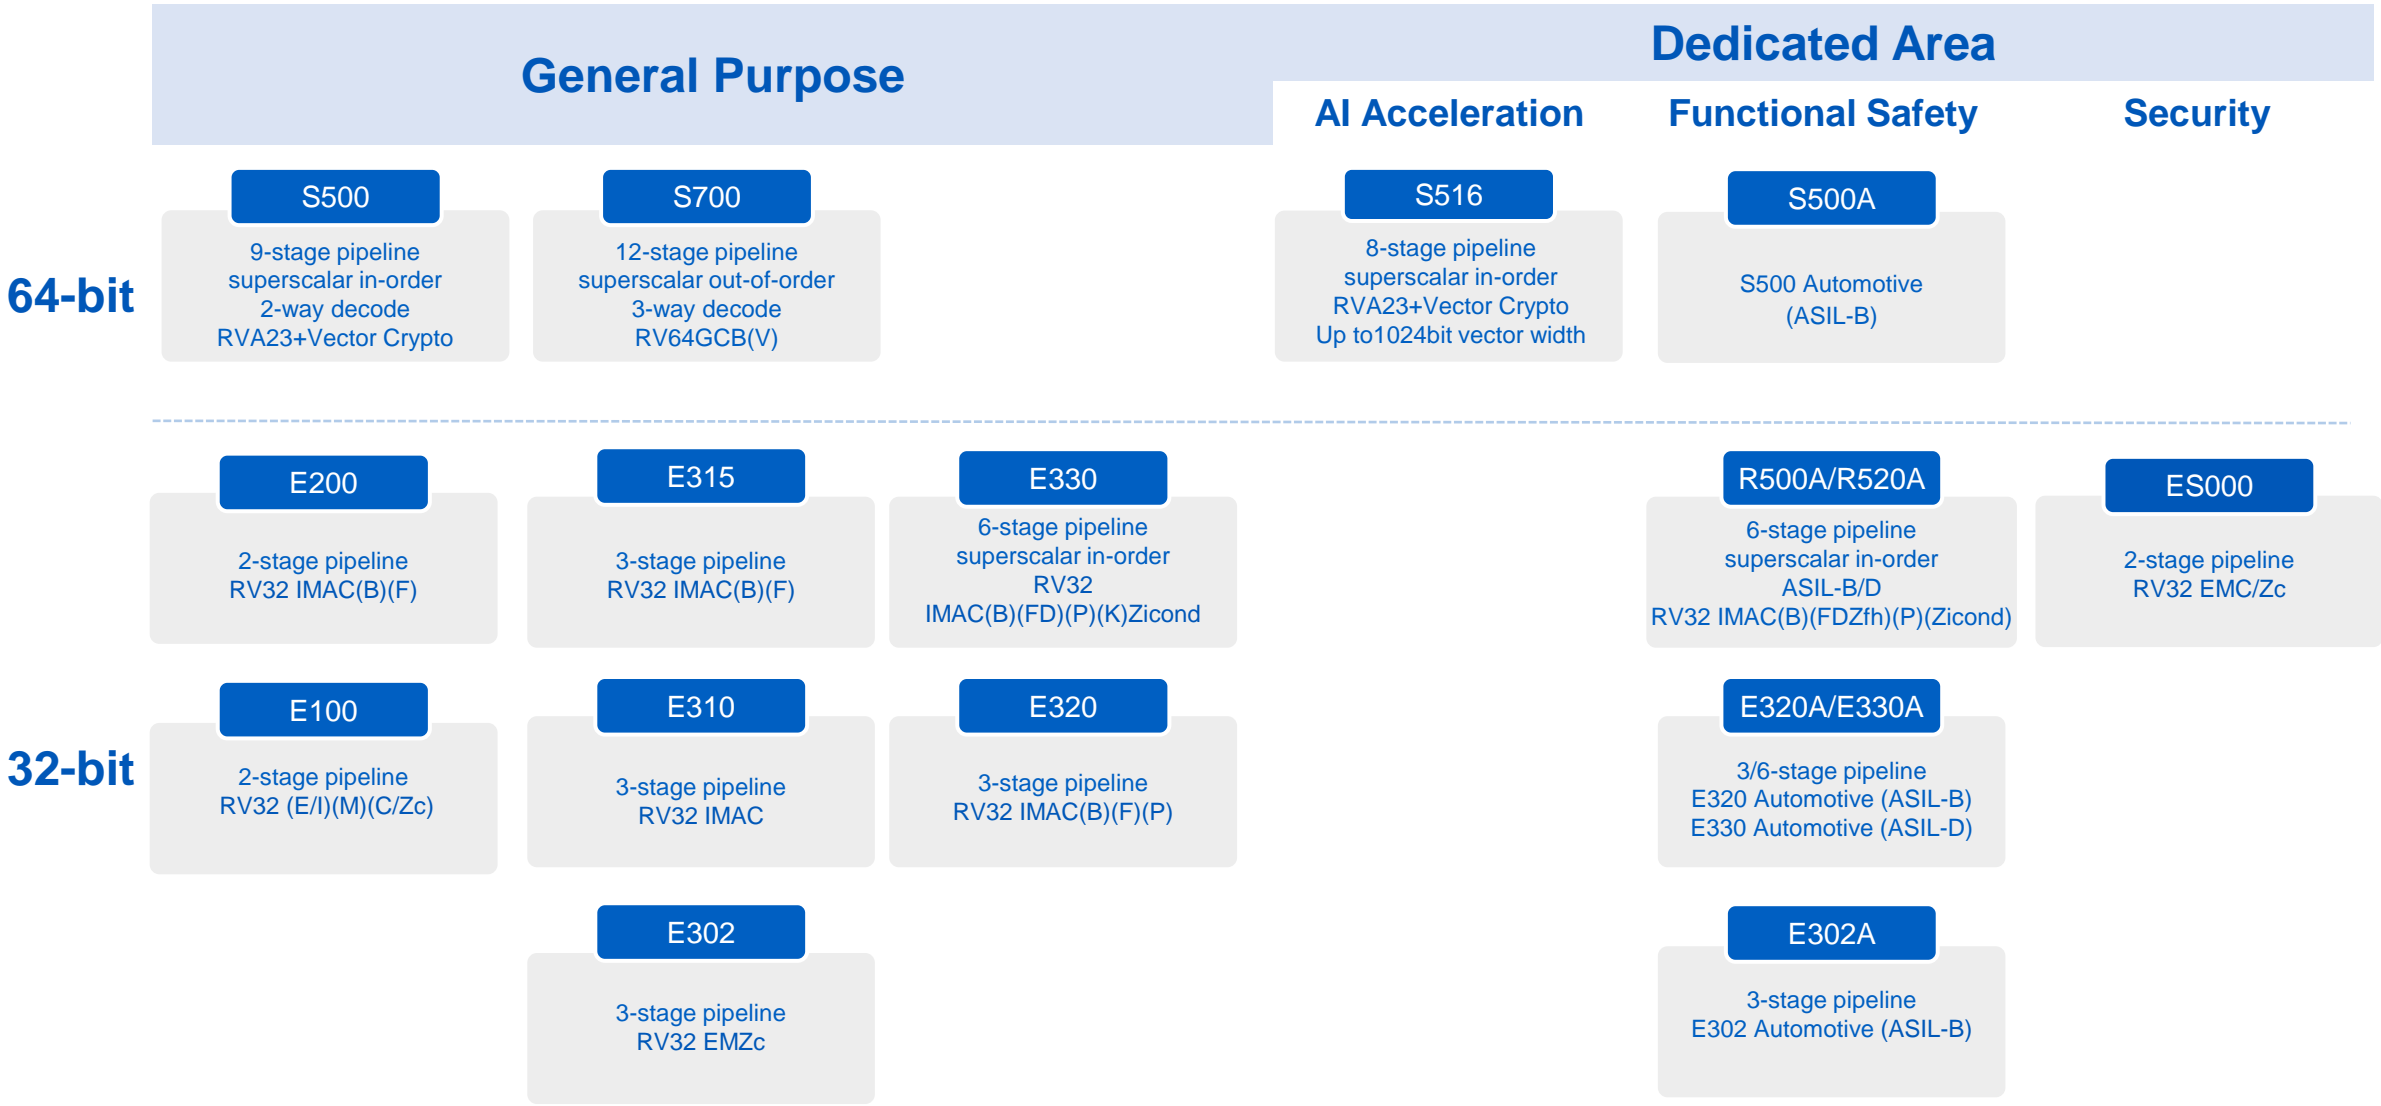 General Purpose
Dedicated Area
AI Acceleration
Functional Safety
Security
64-bit
S500
9-stage pipeline
superscalar in-order
2-way decode
RVA23+Vector Crypto
S700
12-stage pipeline
superscalar out-of-order
3-way decode
RV64GCB(V)
S516
8-stage pipeline
superscalar in-order
RVA23+Vector Crypto
Up to1024bit vector width
S500A
S500 Automotive
(ASIL-B)
32-bit
E200
2-stage pipeline
RV32 IMAC(B)(F)
E315
3-stage pipeline
RV32 IMAC(B)(F)
E330
6-stage pipeline
superscalar in-order
RV32
IMAC(B)(FD)(P)(K)Zicond
R500A/R520A
6-stage pipeline
superscalar in-order
ASIL-B/D
RV32 IMAC(B)(FDZfh)(P)(Zicond)
ES000
2-stage pipeline
RV32 EMC/Zc
E100
2-stage pipeline
RV32 (E/I)(M)(C/Zc)
E310
3-stage pipeline
RV32 IMAC
E320
3-stage pipeline
RV32 IMAC(B)(F)(P)
E320A/E330A
3/6-stage pipeline
E320 Automotive (ASIL-B)
E330 Automotive (ASIL-D)
E302
3-stage pipeline
RV32 EMZc
E302A
3-stage pipeline
E302 Automotive (ASIL-B)